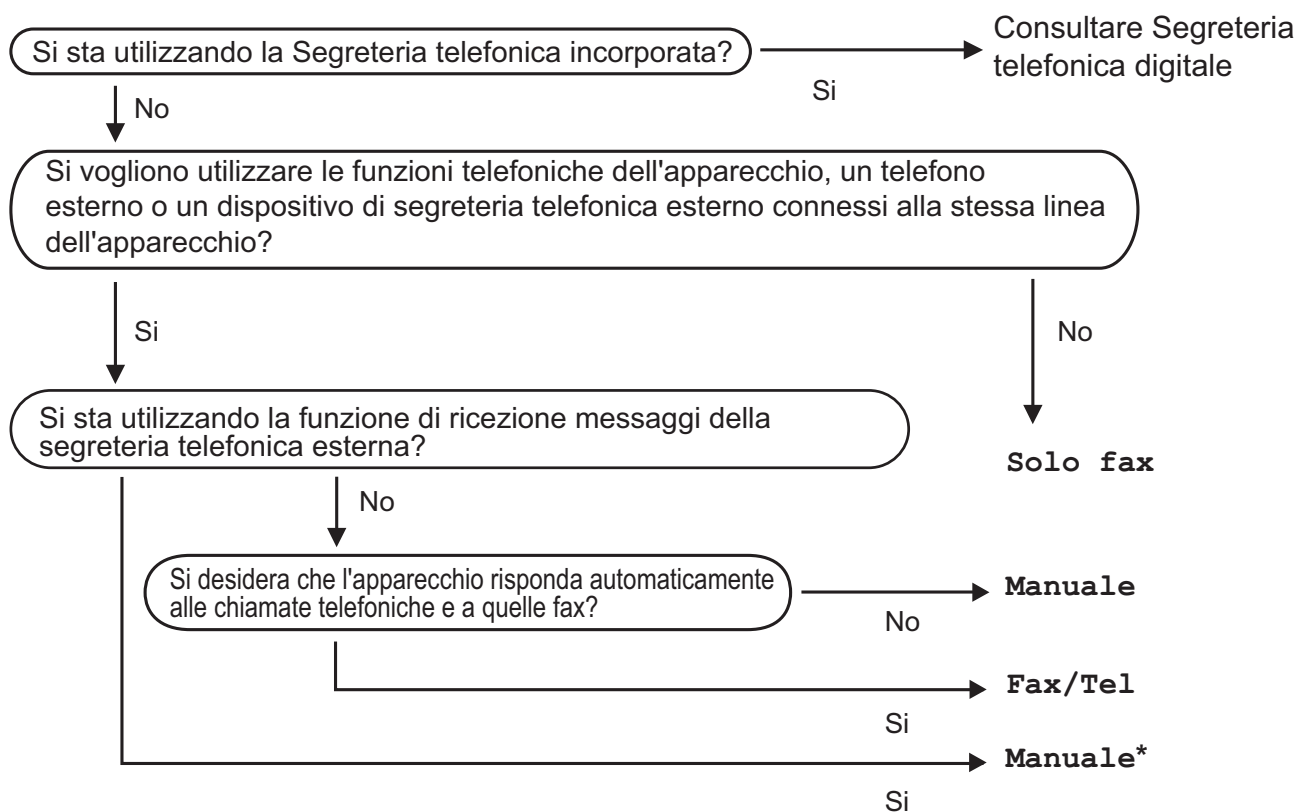 Si sta utilizzando la Segreteria telefonica incorporata?
Consultare Segreteria
telefonica digitale
Si
No
Si vogliono utilizzare le funzioni telefoniche dell'apparecchio, un telefono
esterno o un dispositivo di segreteria telefonica esterno connessi alla stessa linea
dell'apparecchio?
Si
No
Si sta utilizzando la funzione di ricezione messaggi della
segreteria telefonica esterna?
Solo fax
No
Si desidera che l'apparecchio risponda automaticamente
alle chiamate telefoniche e a quelle fax?
Manuale
No
Fax/Tel
Si
Manuale*
Si